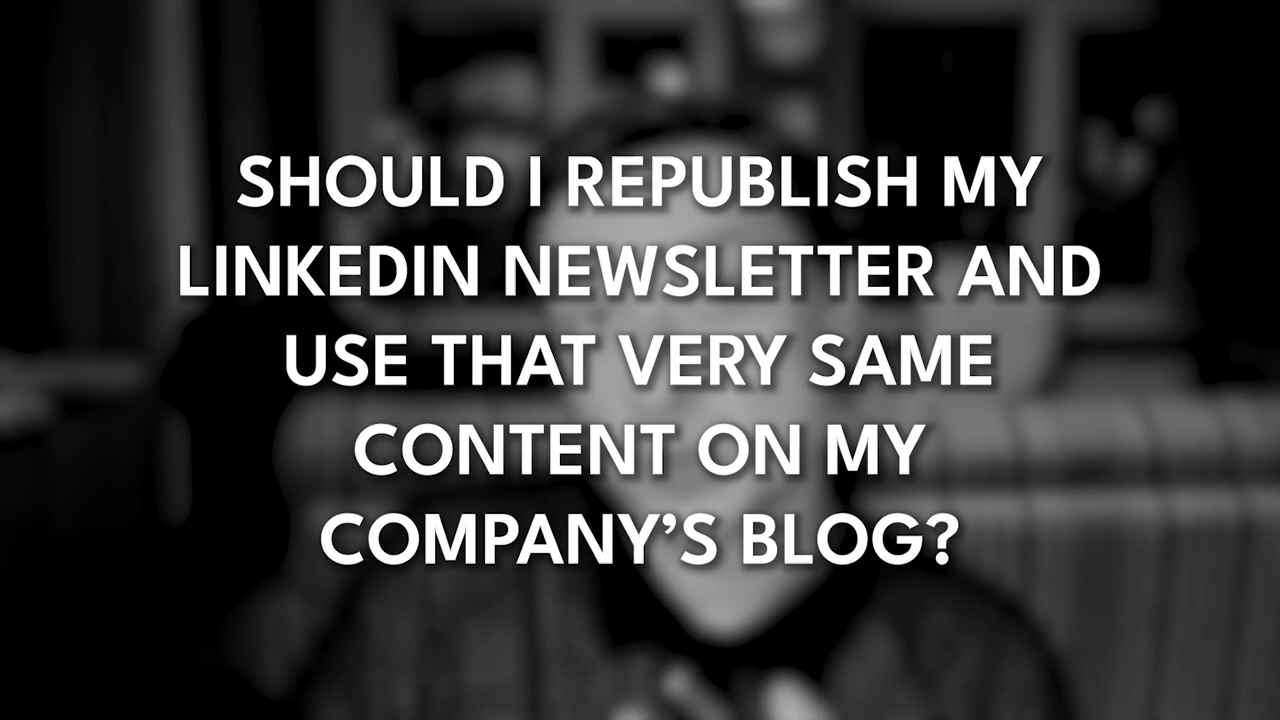 SHOULD I REPUBLISH MY
LINKEDIN NEWSLETTER AND
USE THAT VERY SAME
CONTENT ON MY
COMPANY’S BLOG?